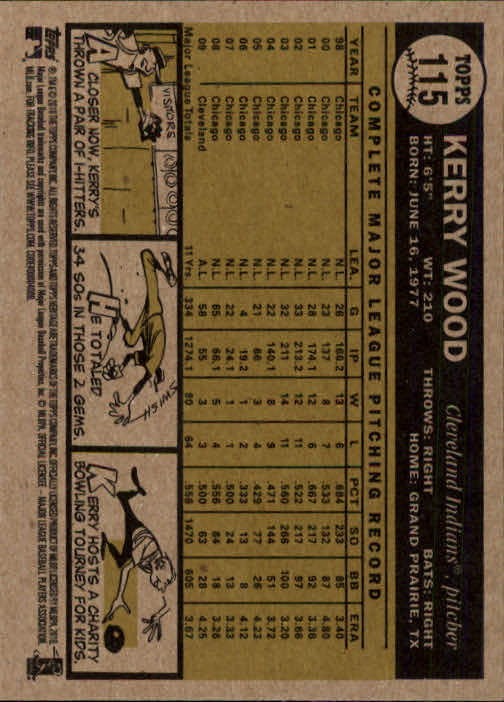 TOPPS
115
KERRY WOOD
Cleveland Indians®, pitcher
HT: 6'5" WT: 210 THROWS: RIGHT BATS: RIGHT
BORN: JUNE 16, 1977 HOME: GRAND PRAIRIE, TX
COMPLETE MAJOR LEAGUE PITCHING RECORD
YEAR TEAM LEA. G IP W L PCT SO BB ERA
98 Chicago N.L. 26 166.2 13 6 .684 233 85 3.40
00 Chicago N.L. 23 137 8 7 .533 132 87 4.80
01 Chicago N.L. 28 174.1 12 6 .667 217 92 3.36
02 Chicago N.L. 33 213.2 12 11 .522 217 97 3.66
03 Chicago N.L. 32 211 14 11 .560 266 100 3.20
04 Chicago N.L. 22 140.1 8 9 .471 144 51 3.72
05 Chicago N.L. 21 66 3 4 .429 77 26 4.23
06 Chicago N.L. 4 19.2 1 2 .333 13 8 4.12
07 Chicago N.L. 22 24.1 1 1 .500 24 13 3.33
08 Chicago N.L. 65 66.1 5 4 .556 84 18 3.26
09 Cleveland A.L. 58 55 3 3 .500 63 28 4.25
Major League Totals 11 Yrs. 334 1274.1 80 64 .556 1470 605 3.67
VISITORS
A CLOSER NOW, KERRY'S
THROWN A PAIR OF 1-HITTERS.
SWISH
HE TOTALED
34 SOs IN THOSE 2 GEMS.
KERRY HOSTS A CHARITY
BOWLING TOURNEY FOR KIDS.
Topps